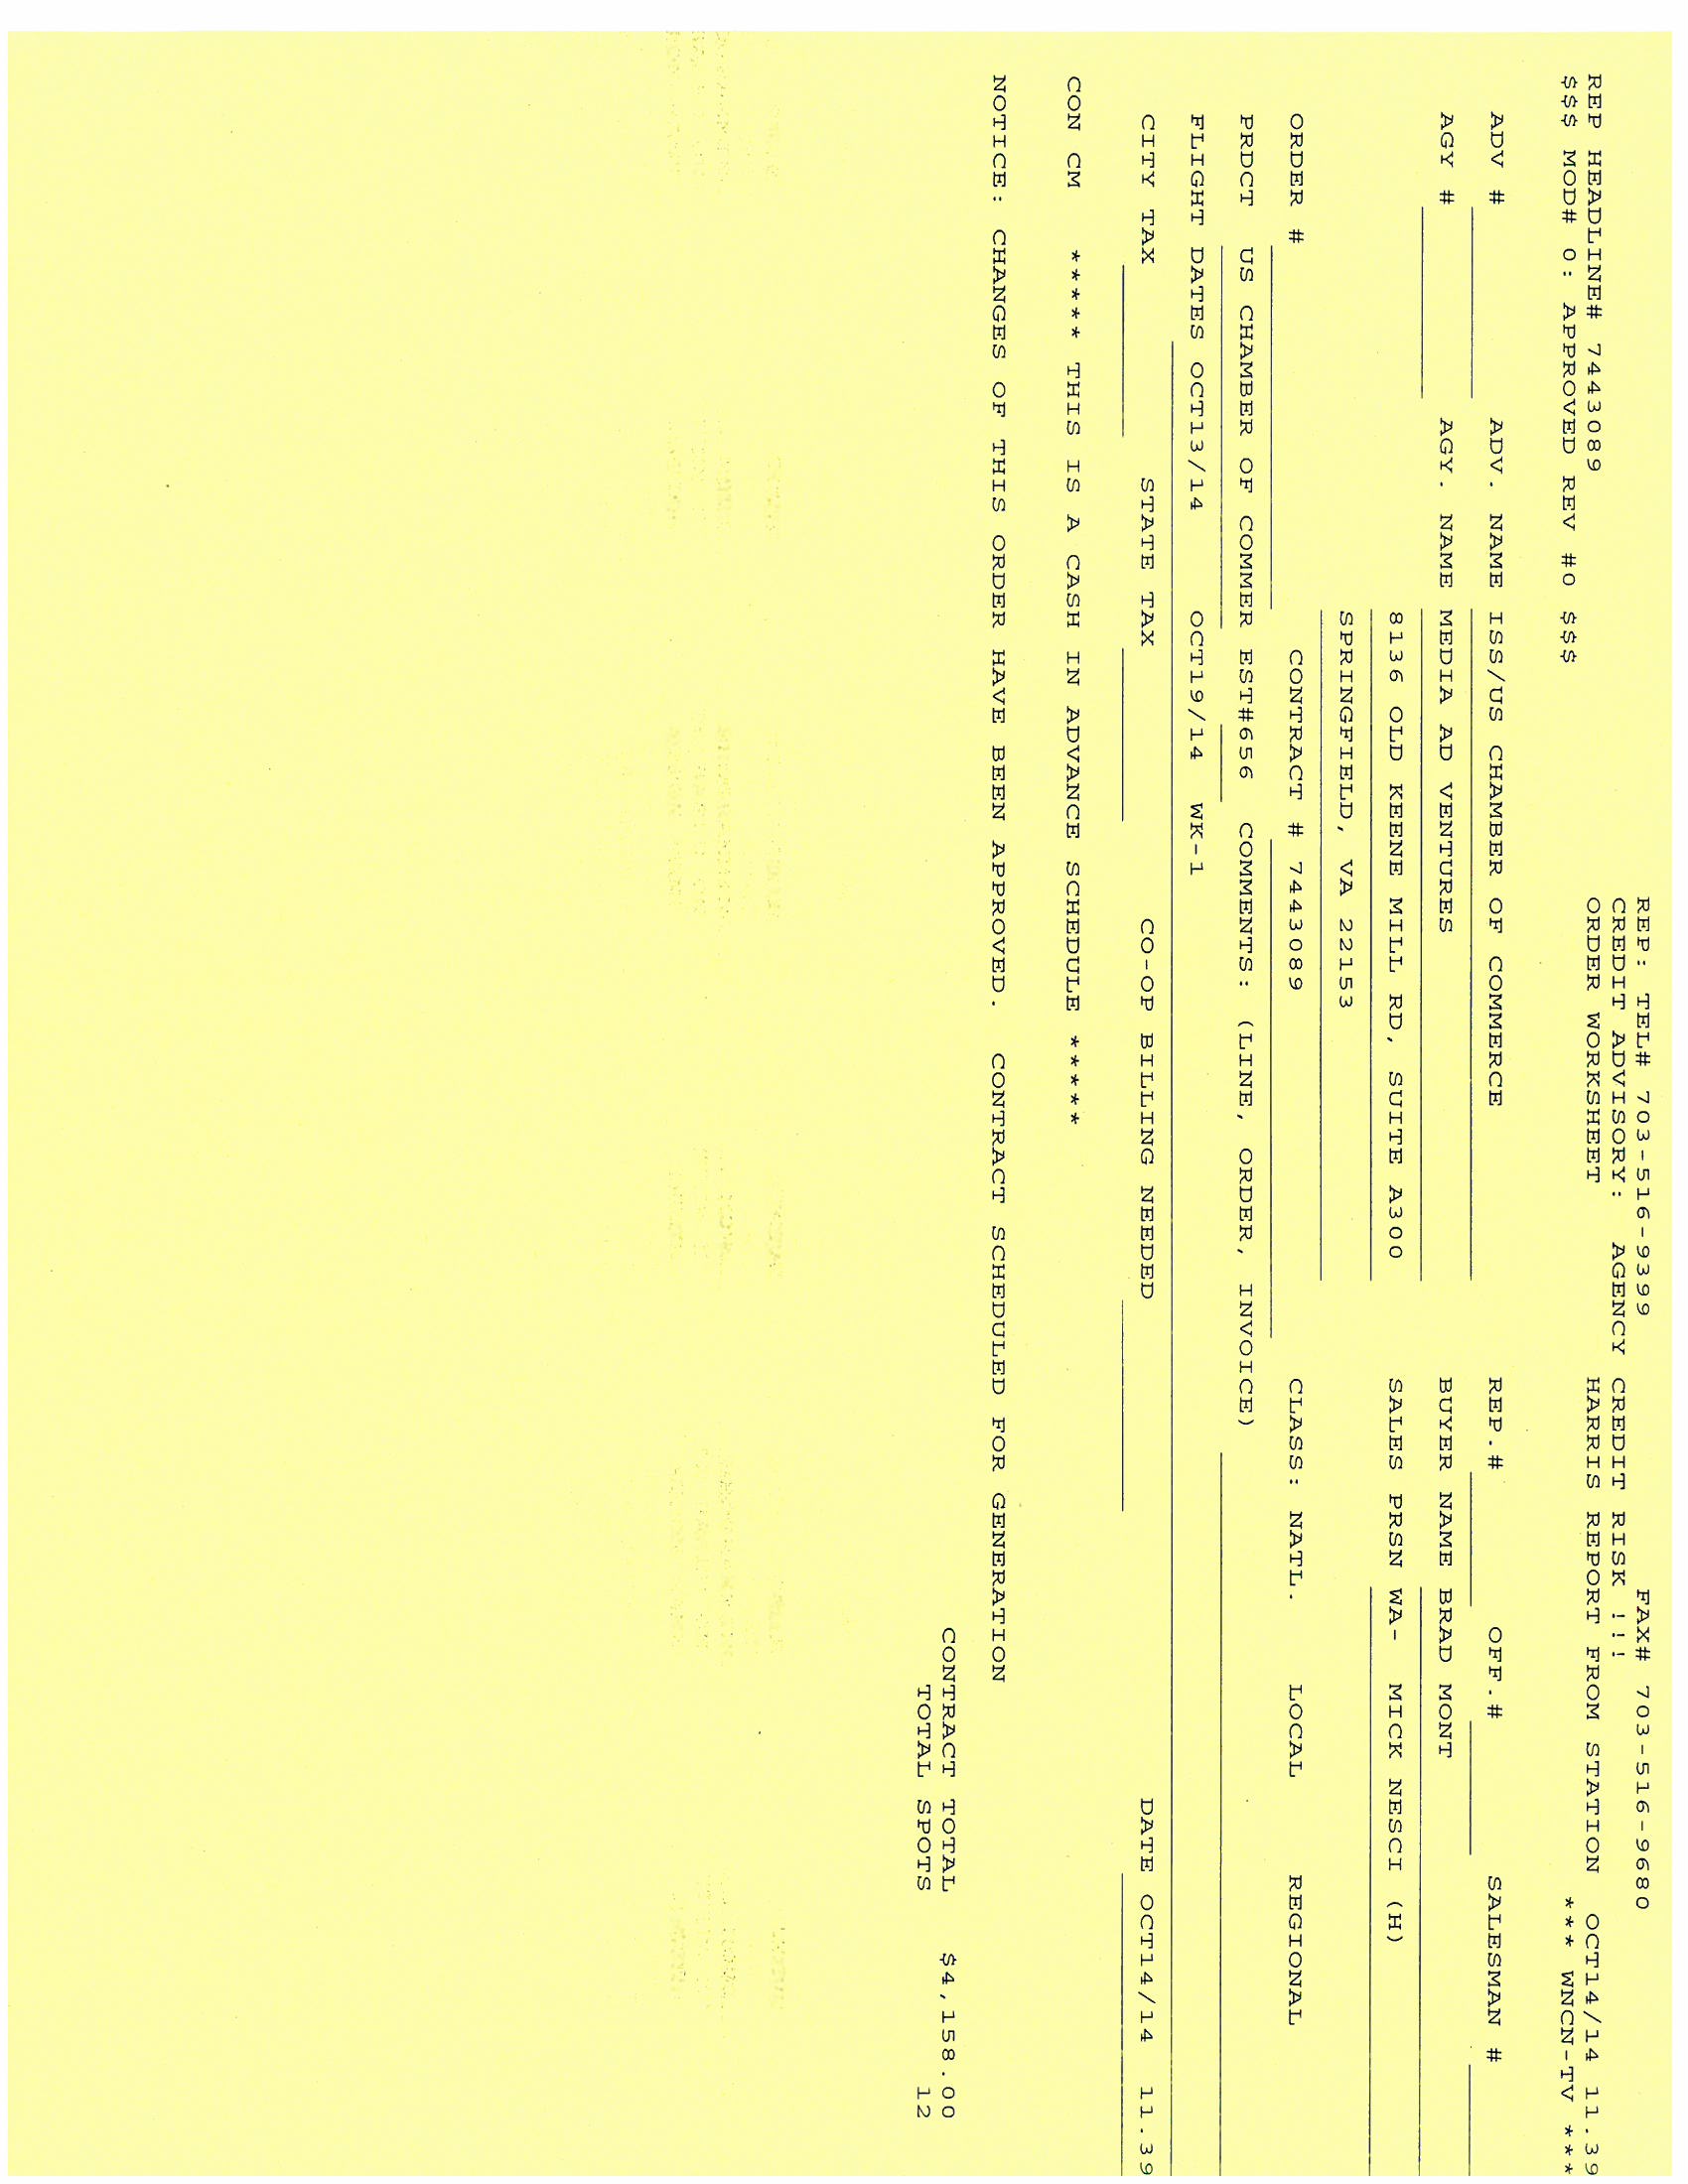 REP: TEL# 703-516-9399 FAX# 703-516-9680
CREDIT ADVISORY: AGENCY CREDIT RISK !!!
REP HEADLINE# 7443089 ORDER WORKSHEET HARRIS REPORT FROM STATION OCT14/14 11.39
$$$ MOD# 0: APPROVED REV #0 $$$ *** WNCN-TV ***
ADV # ADV. NAME ISS/US CHAMBER OF COMMERCE REP.# OFF.# SALESMAN #
AGY # AGY. NAME MEDIA AD VENTURES BUYER NAME BRAD MONT
8136 OLD KEENE MILL RD, SUITE A300 SALES PRSN WA- MICK NESCI (H)
SPRINGFIELD, VA 22153
ORDER # CONTRACT # 7443089 CLASS: NATL. LOCAL REGIONAL
PRDCT US CHAMBER OF COMMER EST#656 COMMENTS: (LINE, ORDER, INVOICE)
FLIGHT DATES OCT13/14 OCT19/14 WK-1
CITY TAX STATE TAX CO-OP BILLING NEEDED DATE OCT14/14 11.39
CON CM ***** THIS IS A CASH IN ADVANCE SCHEDULE *****
NOTICE: CHANGES OF THIS ORDER HAVE BEEN APPROVED. CONTRACT SCHEDULED FOR GENERATION
CONTRACT TOTAL $4,158.00
TOTAL SPOTS 12